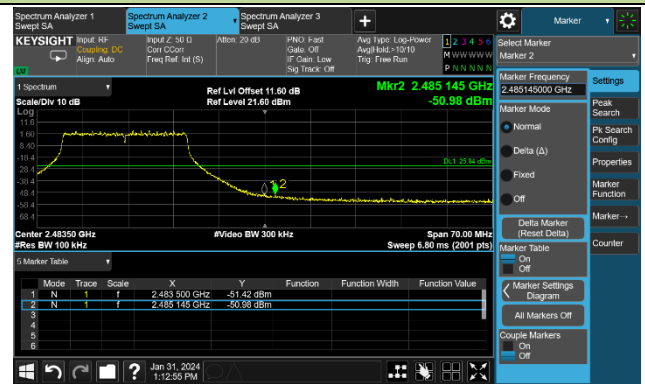 Spectrum Analyzer 1
Swept SA
Spectrum Analyzer 2
Swept SA
Spectrum Analyzer 3
Swept SA
+
Marker
KEYSIGHT
Input: RF
Coupling: DC
Align: Auto
Input Z: 50 Ω
Corr CCorr
Freq Ref: Int (S)
Atten: 20 dB
PNO: Fast
Gate: Off
IF Gain: Low
Sig Track: Off
Avg Type: Log-Power
Avg|Hold:>10/10
Trig: Free Run
1 2 3 4 5 6
M W W W W W
P N N N N N
LXI
Select Marker
Marker 2
1 Spectrum
Scale/Div 10 dB
Log
Ref Lvl Offset 11.60 dB
Ref Level 21.60 dBm
Mkr2 2.485 145 GHz
-50.98 dBm
11.6
1.60
-8.40
-18.4
-28.4
-38.4
-48.4
-58.4
-68.4
1
2
Center 2.48350 GHz
#Res BW 100 kHz
#Video BW 300 kHz
Span 70.00 MHz
Sweep 6.80 ms (2001 pts)
5 Marker Table
Mode Trace Scale X Y Function Function Width Function Value
1 N 1 f 2.483 500 GHz -51.42 dBm
2 N 1 f 2.485 145 GHz -50.98 dBm
3
4
5
6
Marker Frequency
2.485145000 GHz
Marker Mode
Normal
Delta (Δ)
Fixed
Off
Delta Marker
(Reset Delta)
Marker Table
On
Off
Marker Settings
Diagram
All Markers Off
Couple Markers
On
Off
Settings
Peak
Search
Pk Search
Config
Properties
Marker
Function
Marker→
Counter
?
Jan 31, 2024
1:12:55 PM